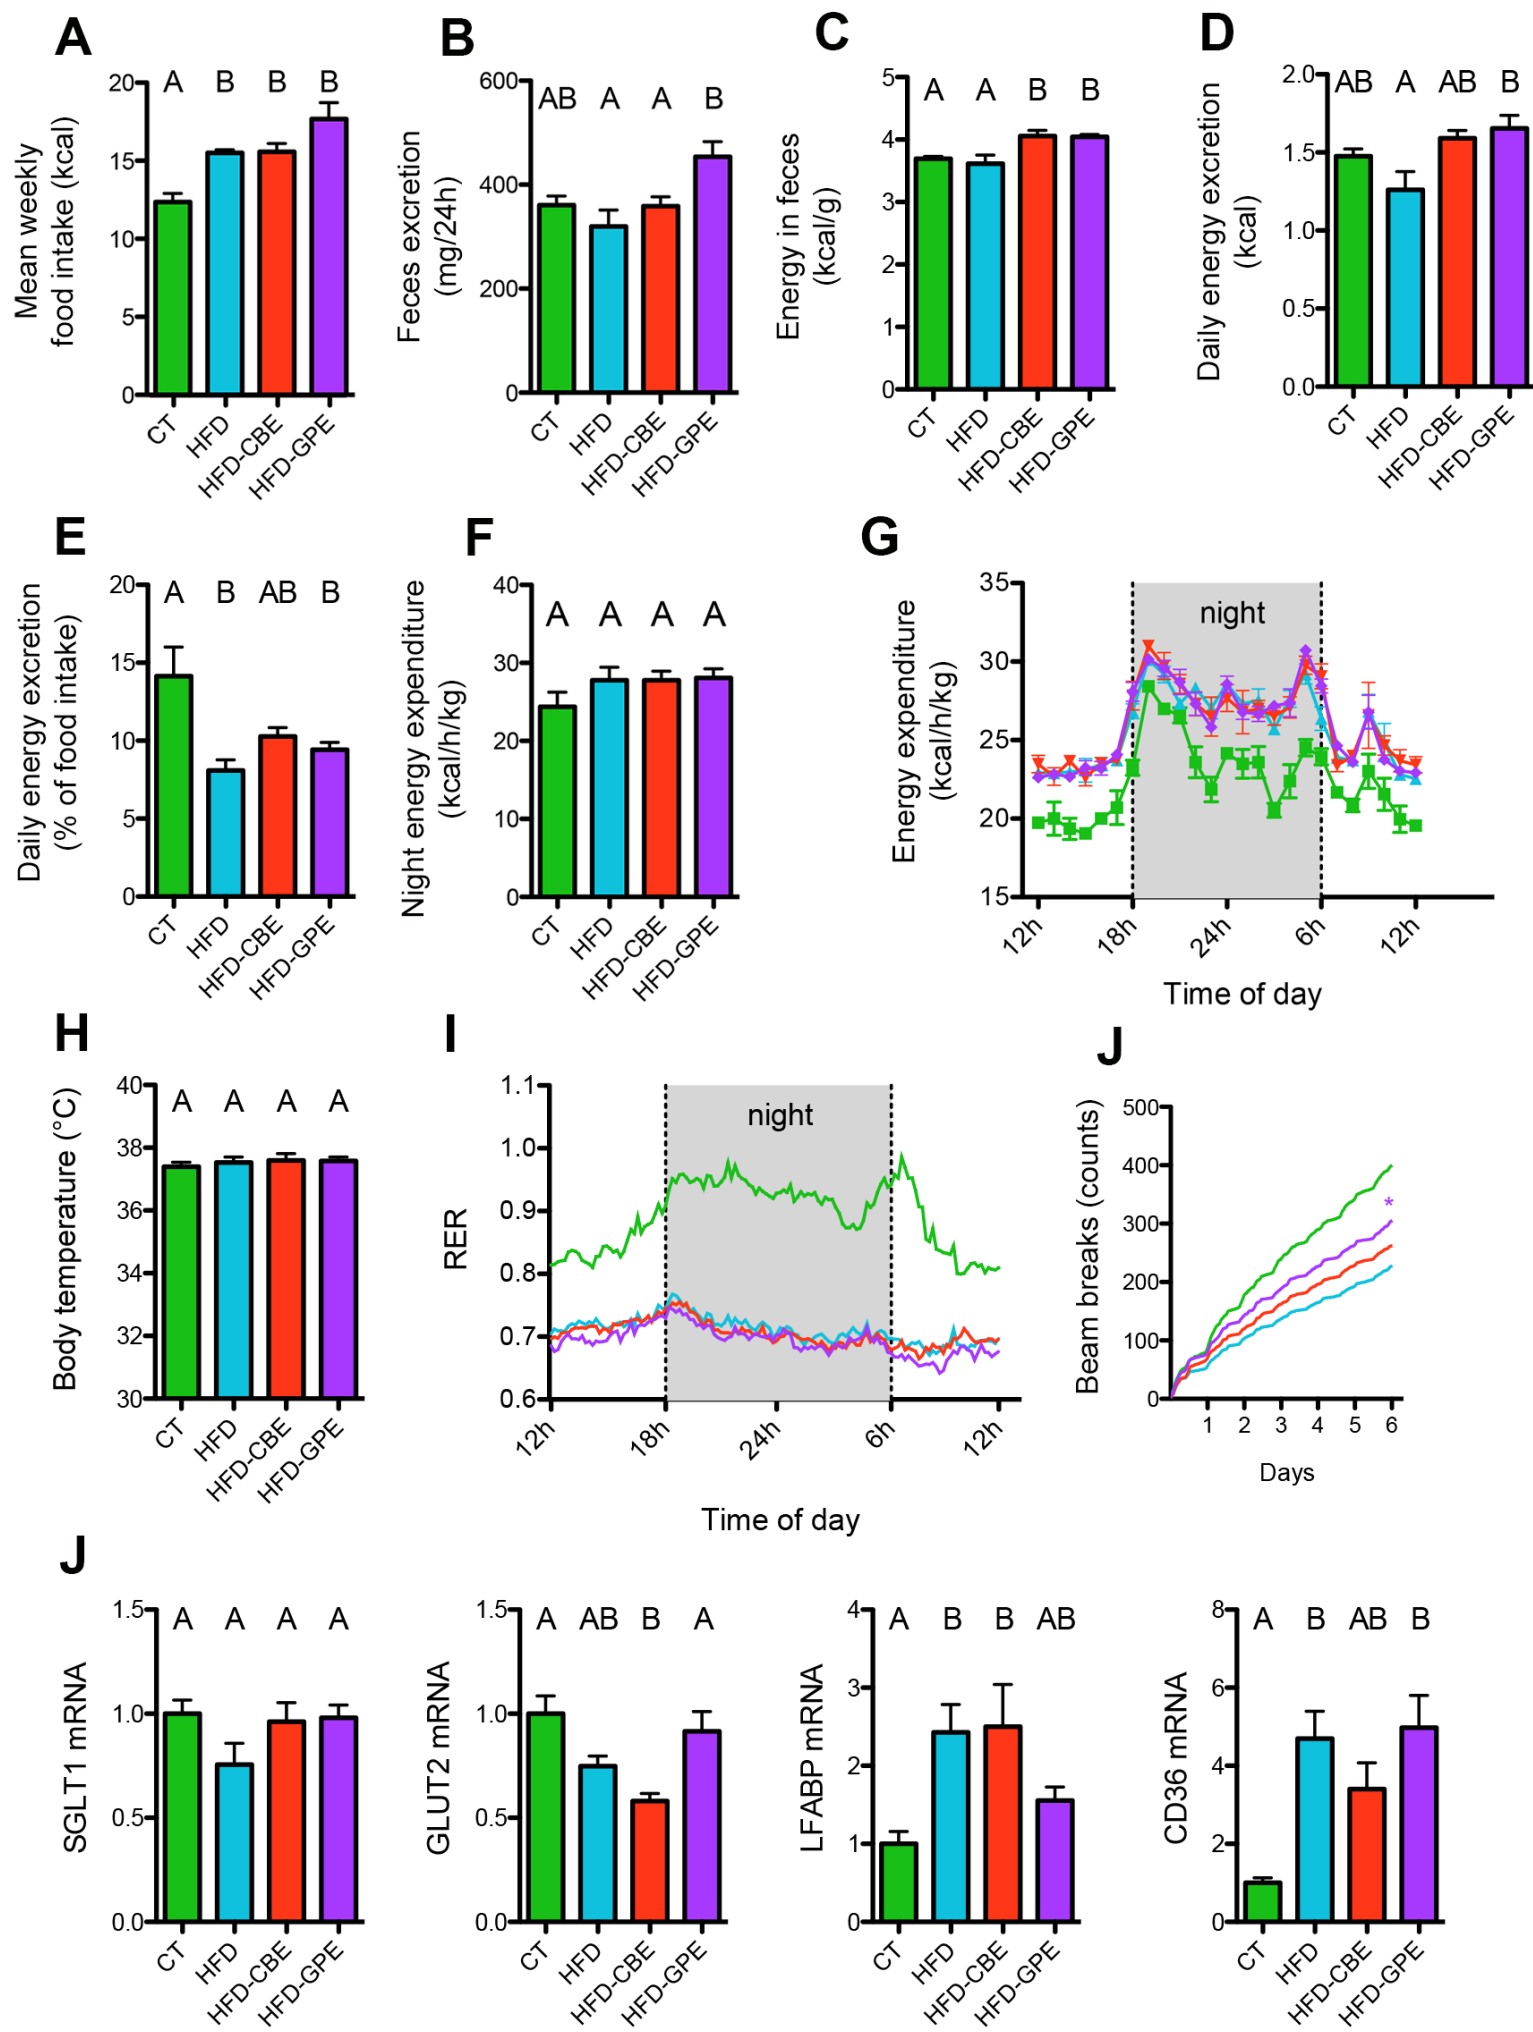 A
Mean weekly
food intake (kcal)
20
15
10
5
0
A B B B
CT HFD HFD-CBE HFD-GPE
B
Feces excretion
(mg/24h)
600
400
200
0
AB A A B
CT HFD HFD-CBE HFD-GPE
C
Energy in feces
(kcal/g)
5
4
3
2
1
0
A A B B
CT HFD HFD-CBE HFD-GPE
D
Daily energy excretion
(kcal)
2.0
1.5
1.0
0.5
0.0
AB A AB B
CT HFD HFD-CBE HFD-GPE
E
Daily energy excretion
(% of food intake)
20
15
10
5
0
A B AB B
CT HFD HFD-CBE HFD-GPE
F
Night energy expenditure
(kcal/h/kg)
40
30
20
10
0
A A A A
CT HFD HFD-CBE HFD-GPE
G
Energy expenditure
(kcal/h/kg)
35
30
25
20
15
night
12h 18h 24h 6h 12h
Time of day
H
Body temperature (°C)
40
38
36
34
32
30
A A A A
CT HFD HFD-CBE HFD-GPE
I
RER
1.1
1.0
0.9
0.8
0.7
0.6
night
12h 18h 24h 6h 12h
Time of day
J
Beam breaks (counts)
500
400
300
200
100
0
*
1 2 3 4 5 6
Days
J
SGLT1 mRNA
1.5
1.0
0.5
0.0
A A A A
CT HFD HFD-CBE HFD-GPE
GLUT2 mRNA
1.5
1.0
0.5
0.0
A AB B A
CT HFD HFD-CBE HFD-GPE
LFABP mRNA
4
3
2
1
0
A B B AB
CT HFD HFD-CBE HFD-GPE
CD36 mRNA
8
6
4
2
0
A B AB B
CT HFD HFD-CBE HFD-GPE